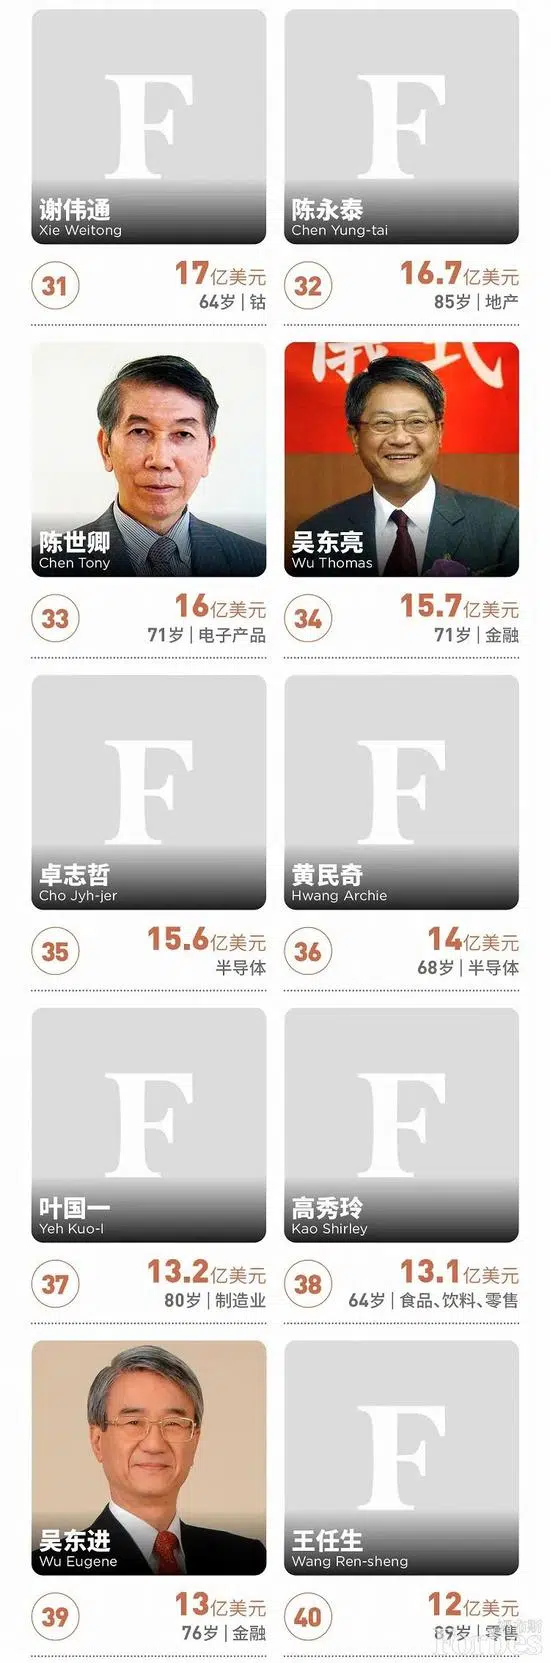 F
F
谢伟通
Xie Weitong
陈永泰
Chen Yung-tai
31
17亿美元
64岁|钴
32
16.7亿美元
85岁|地产
儀式
陈世卿
Chen Tony
吴东亮
Wu Thomas
33
16亿美元
71岁|电子产品
34
15.7亿美元
71岁|金融
F
F
卓志哲
Cho Jyh-jer
黄民奇
Hwang Archie
35
15.6亿美元
半导体
36
14亿美元
68岁|半导体
F
F
叶国一
Yeh Kuo-I
高秀玲
Kao Shirley
37
13.2亿美元
80岁|制造业
38
13.1亿美元
64岁|食品、饮料、零售
F
吴东进
Wu Eugene
王任生
Wang Ren-sheng
39
13亿美元
76岁|金融
40
12亿美元
89岁|零售
福布斯
Forbes